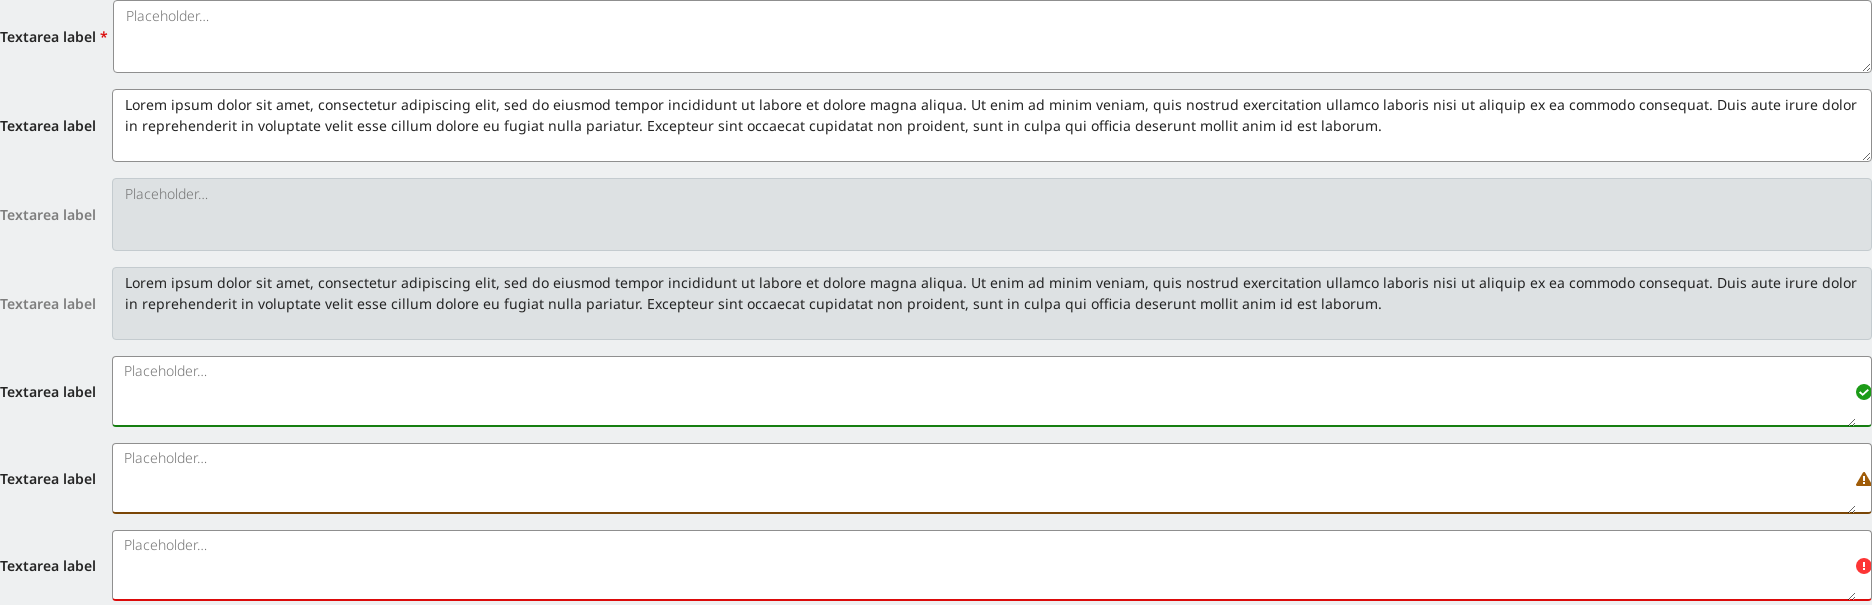 Textarea label *
Placeholder...
Textarea label
Lorem ipsum dolor sit amet, consectetur adipiscing elit, sed do eiusmod tempor incididunt ut labore et dolore magna aliqua. Ut enim ad minim veniam, quis nostrud exercitation ullamco laboris nisi ut aliquip ex ea commodo consequat. Duis aute irure dolor
in reprehenderit in voluptate velit esse cillum dolore eu fugiat nulla pariatur. Excepteur sint occaecat cupidatat non proident, sunt in culpa qui officia deserunt mollit anim id est laborum.
Textarea label
Placeholder...
Textarea label
Lorem ipsum dolor sit amet, consectetur adipiscing elit, sed do eiusmod tempor incididunt ut labore et dolore magna aliqua. Ut enim ad minim veniam, quis nostrud exercitation ullamco laboris nisi ut aliquip ex ea commodo consequat. Duis aute irure dolor
in reprehenderit in voluptate velit esse cillum dolore eu fugiat nulla pariatur. Excepteur sint occaecat cupidatat non proident, sunt in culpa qui officia deserunt mollit anim id est laborum.
Textarea label
Placeholder...
Textarea label
Placeholder...
Textarea label
Placeholder...